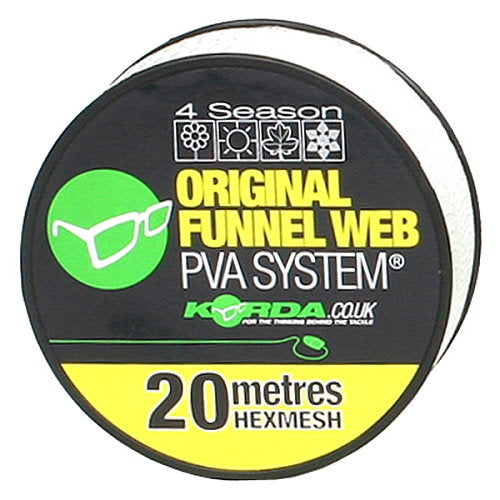 4 Season
ORIGINAL
FUNNEL WEB
PVA SYSTEM®
KORDA.CO.UK
FOR THE THINKING BEHIND THE TACKLE
20 metres
HEXMESH